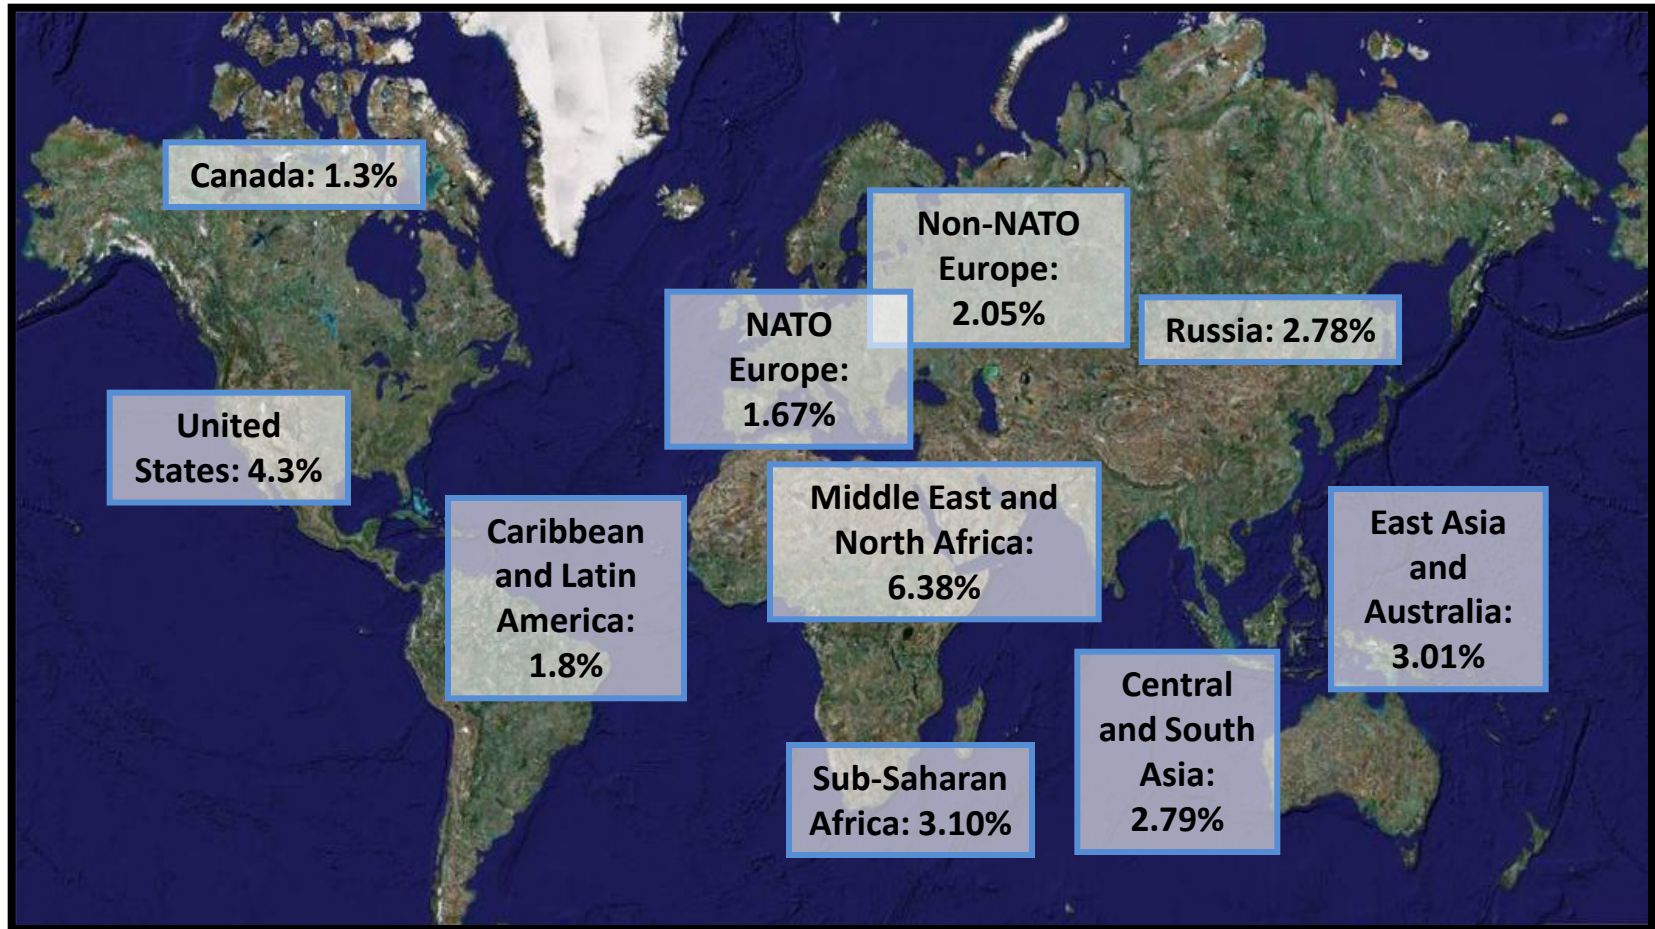 Canada: 1.3%
Non-NATO
Europe:
2.05%
NATO
Europe:
1.67%
Russia: 2.78%
United
States: 4.3%
Middle East and
North Africa:
6.38%
Caribbean
and Latin
America:
1.8%
East Asia
and
Australia:
3.01%
Central
and South
Asia:
2.79%
Sub-Saharan
Africa: 3.10%